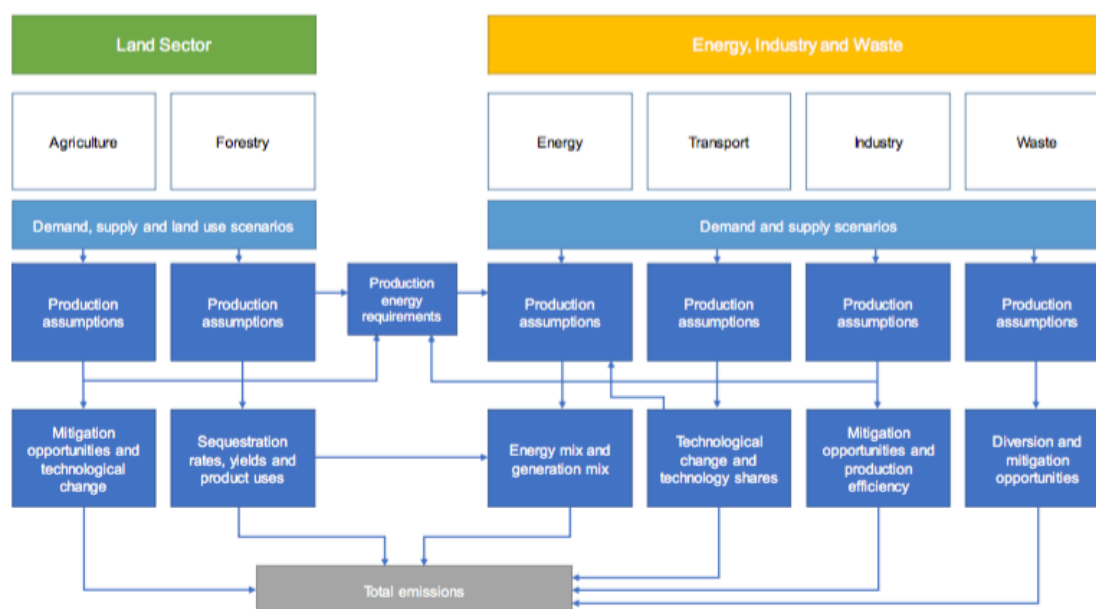 Land Sector
Energy, Industry and Waste
Agriculture
Forestry
Energy
Transport
Industry
Waste
Demand, supply and land use scenarios
Demand and supply scenarios
Production
assumptions
Production
assumptions
Production
energy
requirements
Production
assumptions
Production
assumptions
Production
assumptions
Production
assumptions
Mitigation
opportunities and
technological
change
Sequestration
rates, yields and
product uses
Energy mix and
generation mix
Technological
change and
technology shares
Mitigation
opportunities and
production
efficiency
Diversion and
mitigation
opportunities
Total emissions